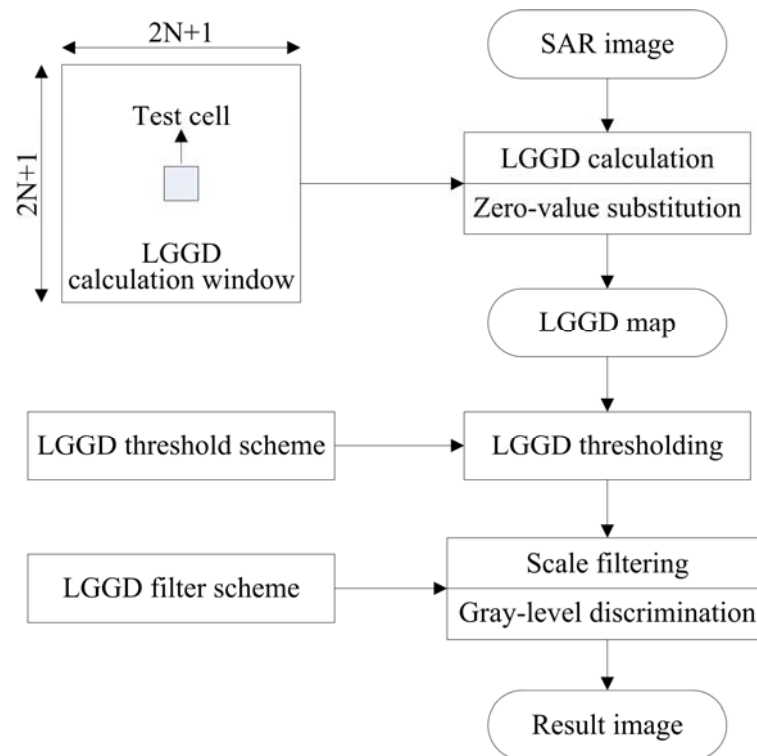 2N+1
SAR image
2N+1
Test cell
LGGD
calculation window
LGGD calculation
Zero-value substitution
LGGD map
LGGD threshold scheme
LGGD thresholding
LGGD filter scheme
Scale filtering
Gray-level discrimination
Result image